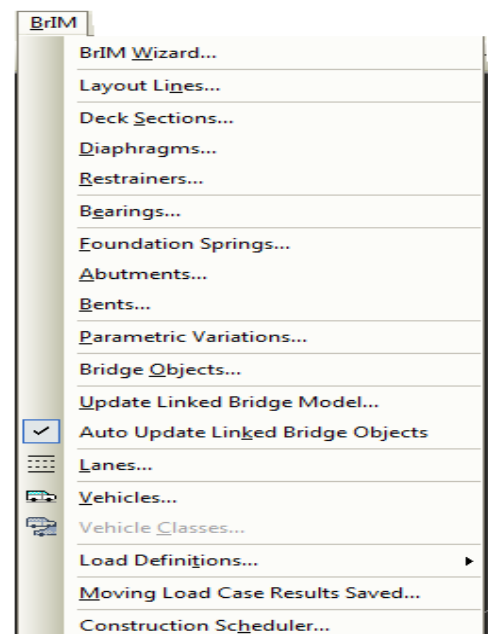 BrIM
BrIM Wizard...
Layout Lines...
Deck Sections...
Diaphragms...
Restrainers...
Bearings...
Foundation Springs...
Abutments...
Bents...
Parametric Variations...
Bridge Objects...
Update Linked Bridge Model...
Auto Update Linked Bridge Objects
Lanes...
Vehicles...
Vehicle Classes...
Load Definitions...
Moving Load Case Results Saved...
Construction Scheduler...